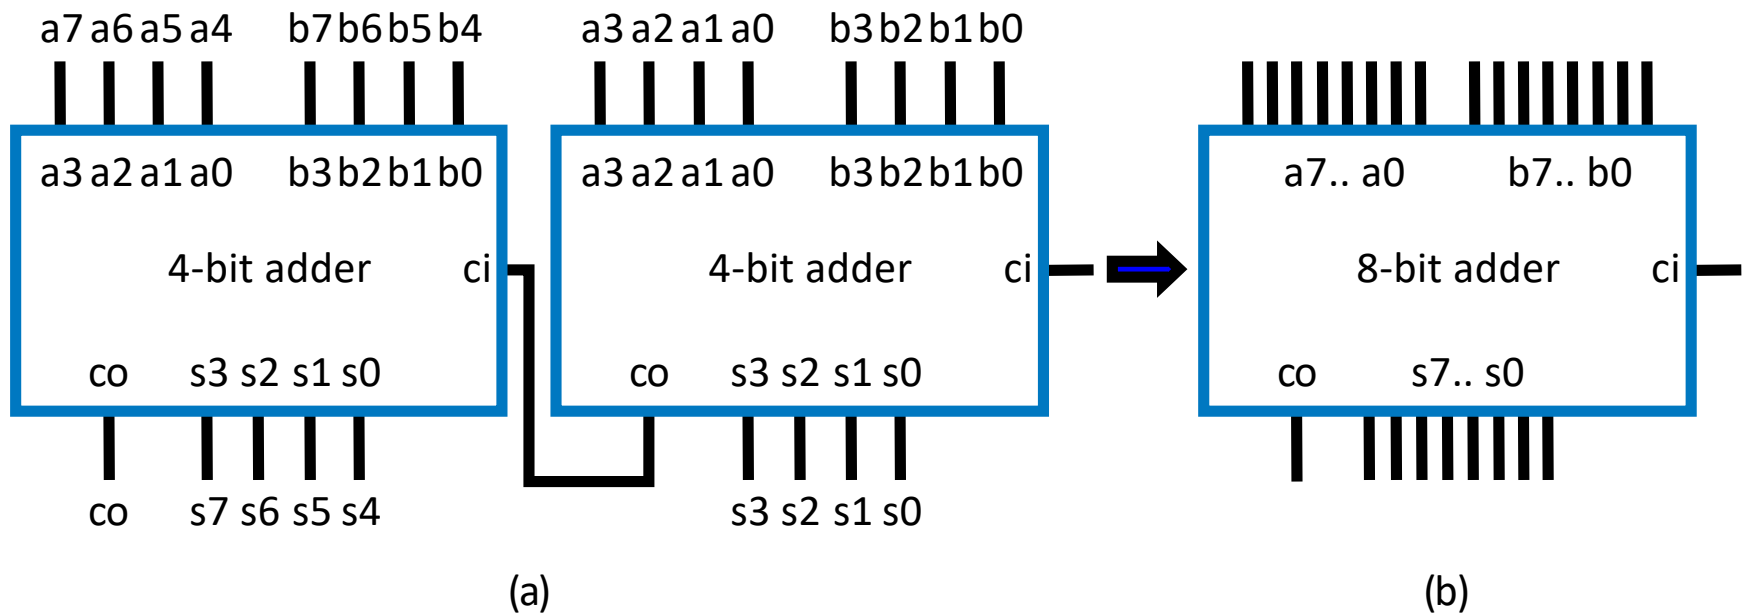 a7 a6 a5 a4 b7 b6 b5 b4 a3 a2 a1 a0 b3 b2 b1 b0
a3 a2 a1 a0 b3 b2 b1 b0 a3 a2 a1 a0 b3 b2 b1 b0 a7.. a0 b7.. b0
4-bit adder ci 4-bit adder ci 8-bit adder ci
co s3 s2 s1 s0 co s3 s2 s1 s0 co s7.. s0
co s7 s6 s5 s4 s3 s2 s1 s0
(a) (b)